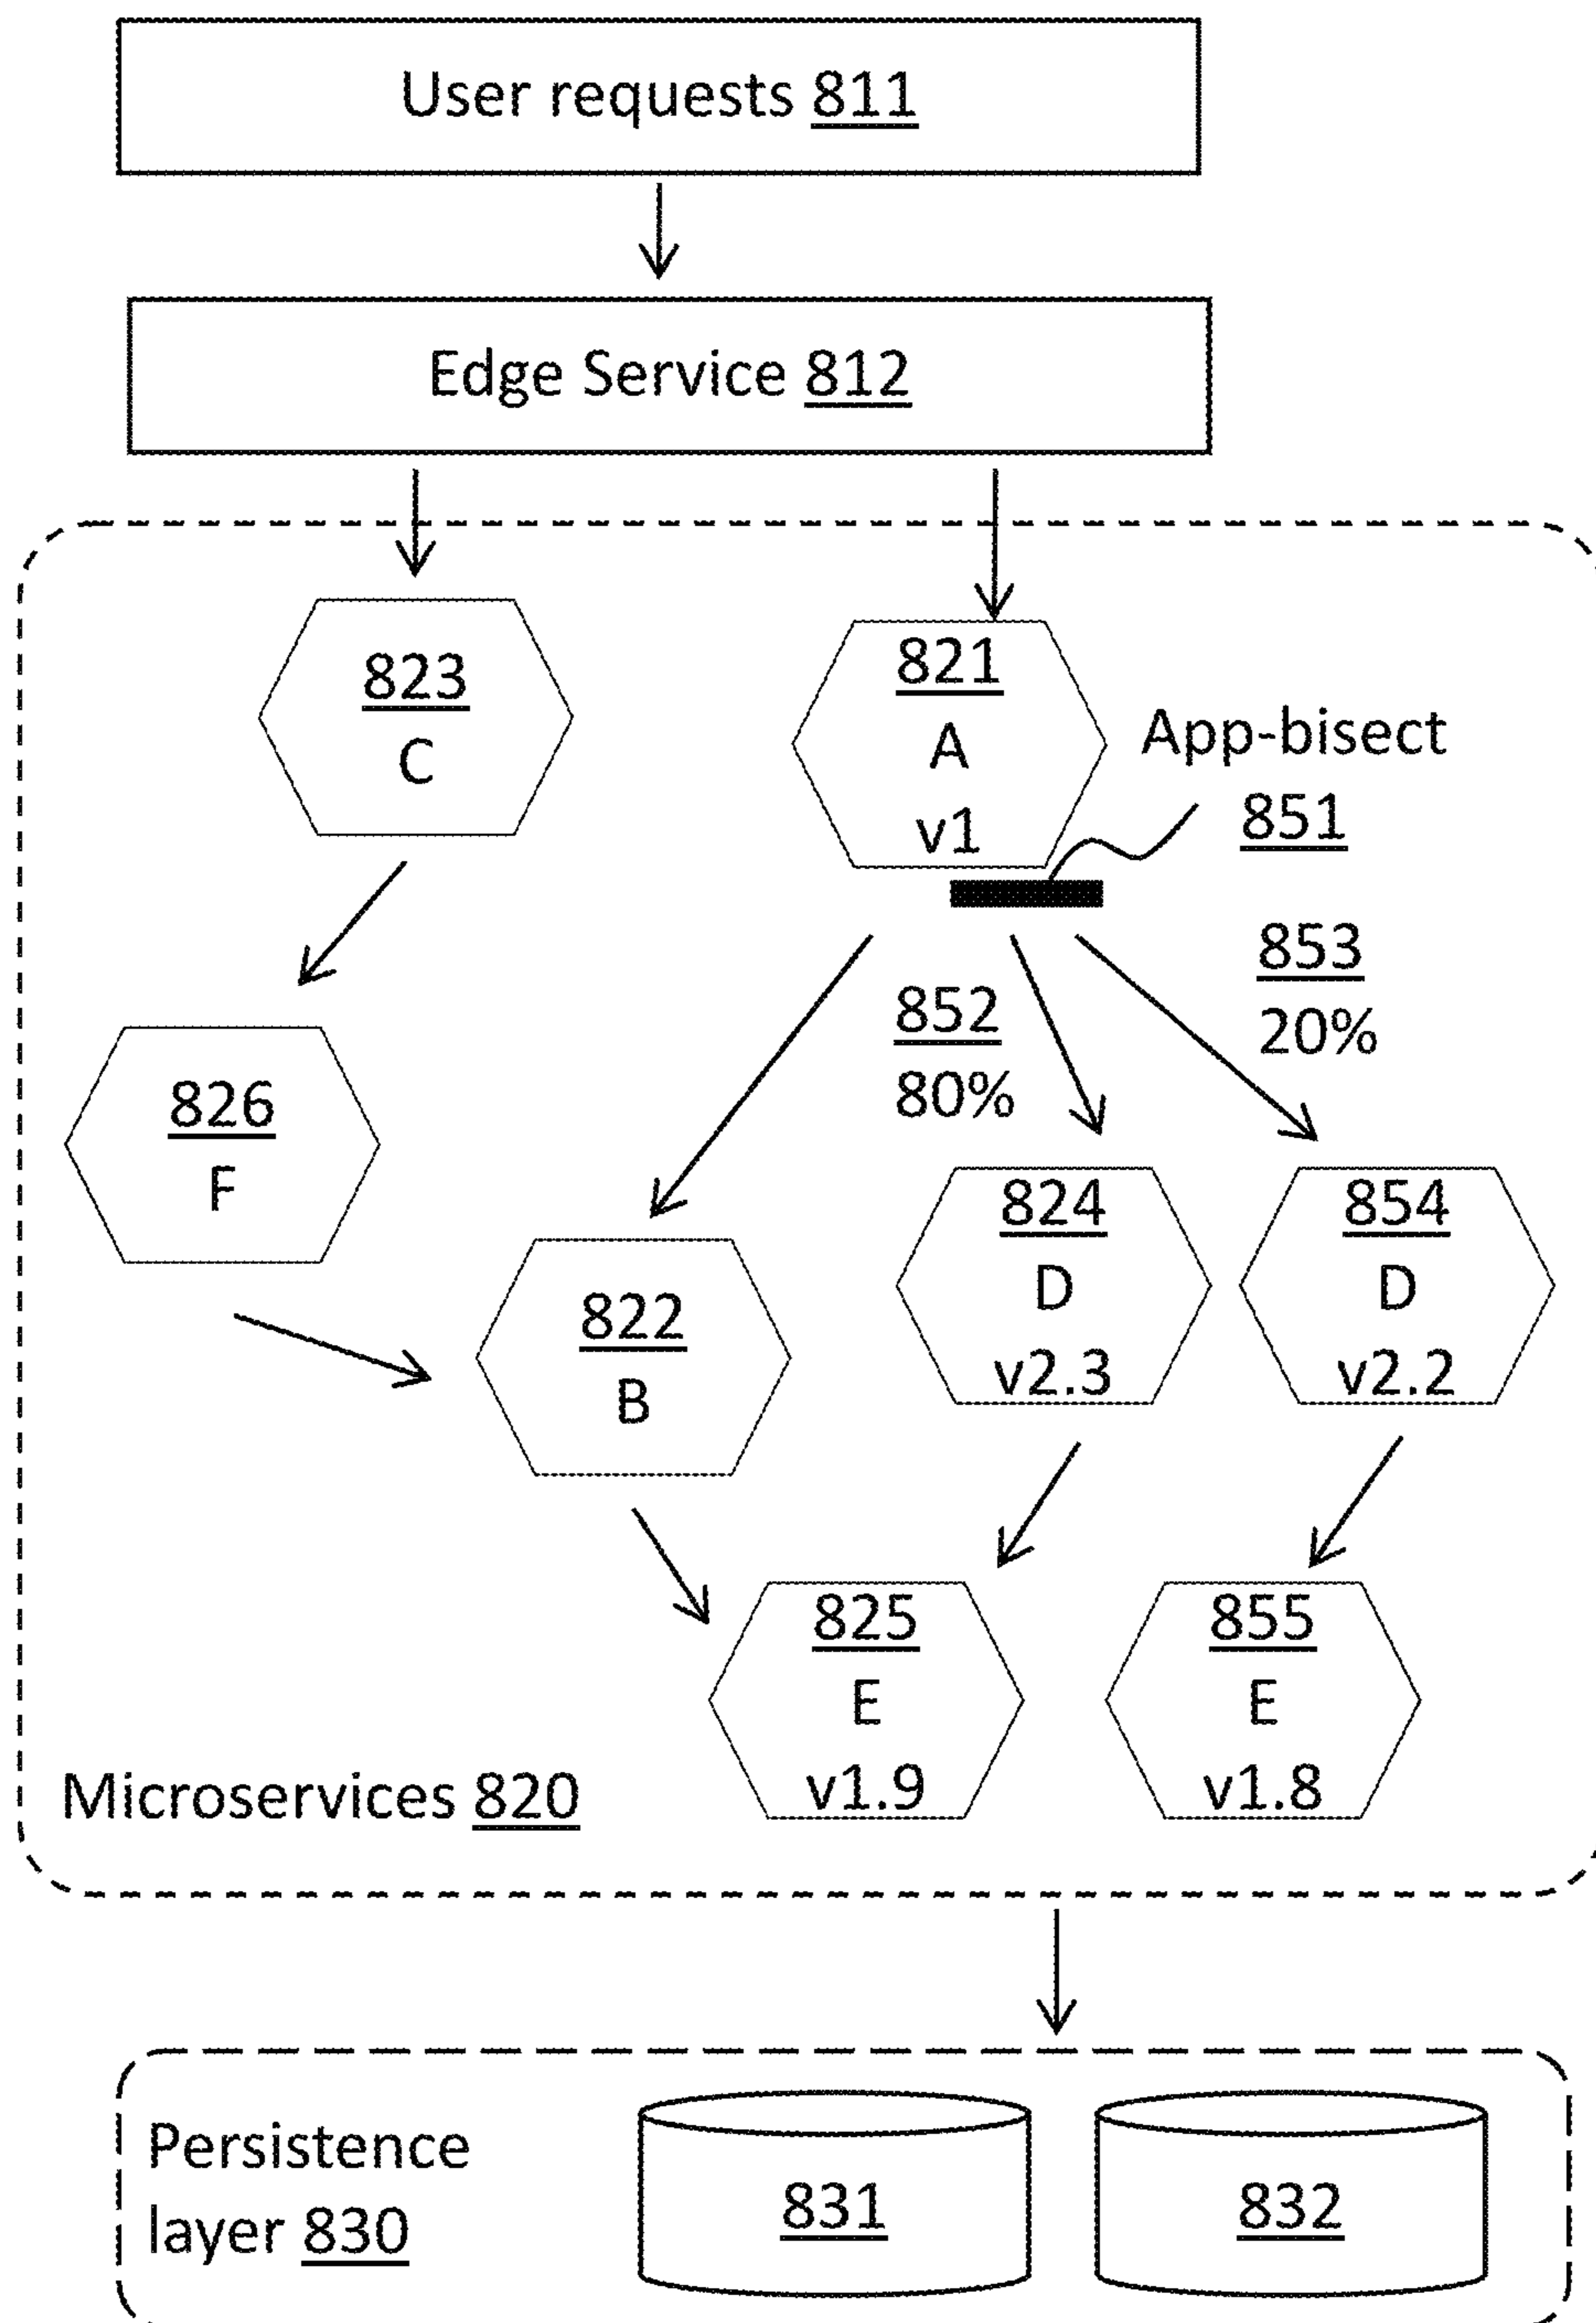 User requests 811
Edge Service 812
823
C
821
A
v1
App-bisect
851
852
80%
853
20%
826
F
822
B
824
D
v2.3
854
D
v2.2
825
E
v1.9
855
E
v1.8
Microservices 820
Persistence
layer 830
831
832